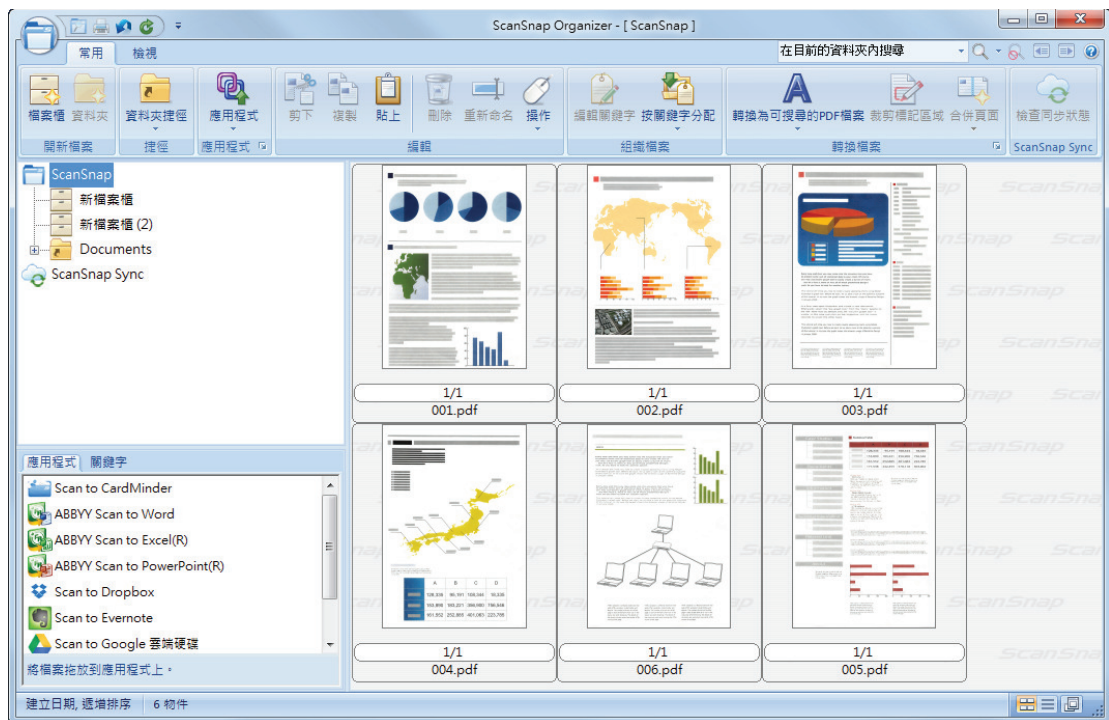 ScanSnap Organizer - [ ScanSnap ]
常用 檢視
在目前的資料夾內搜尋
檔案櫃 資料夾 資料夾捷徑 應用程式 剪下 複製 貼上 刪除 重新命名 操作 編輯關鍵字 按關鍵字分配 轉換為可搜尋的PDF檔案 裁剪標記區域 合併頁面 檢查同步狀態
開新檔案 捷徑 應用程式 編輯 組織檔案 轉換檔案 ScanSnap Sync
ScanSnap
新檔案櫃
新檔案櫃 (2)
Documents
ScanSnap Sync
1/1 1/1 1/1
001.pdf 002.pdf 003.pdf
A B C D
1/1 1/1 1/1
004.pdf 006.pdf 005.pdf
應用程式 關鍵字
Scan to CardMinder
ABBYY Scan to Word
ABBYY Scan to Excel(R)
ABBYY Scan to PowerPoint(R)
Scan to Dropbox
Scan to Evernote
Scan to Google 雲端硬碟
將檔案拖放到應用程式上。
建立日期, 遞增排序 6 物件